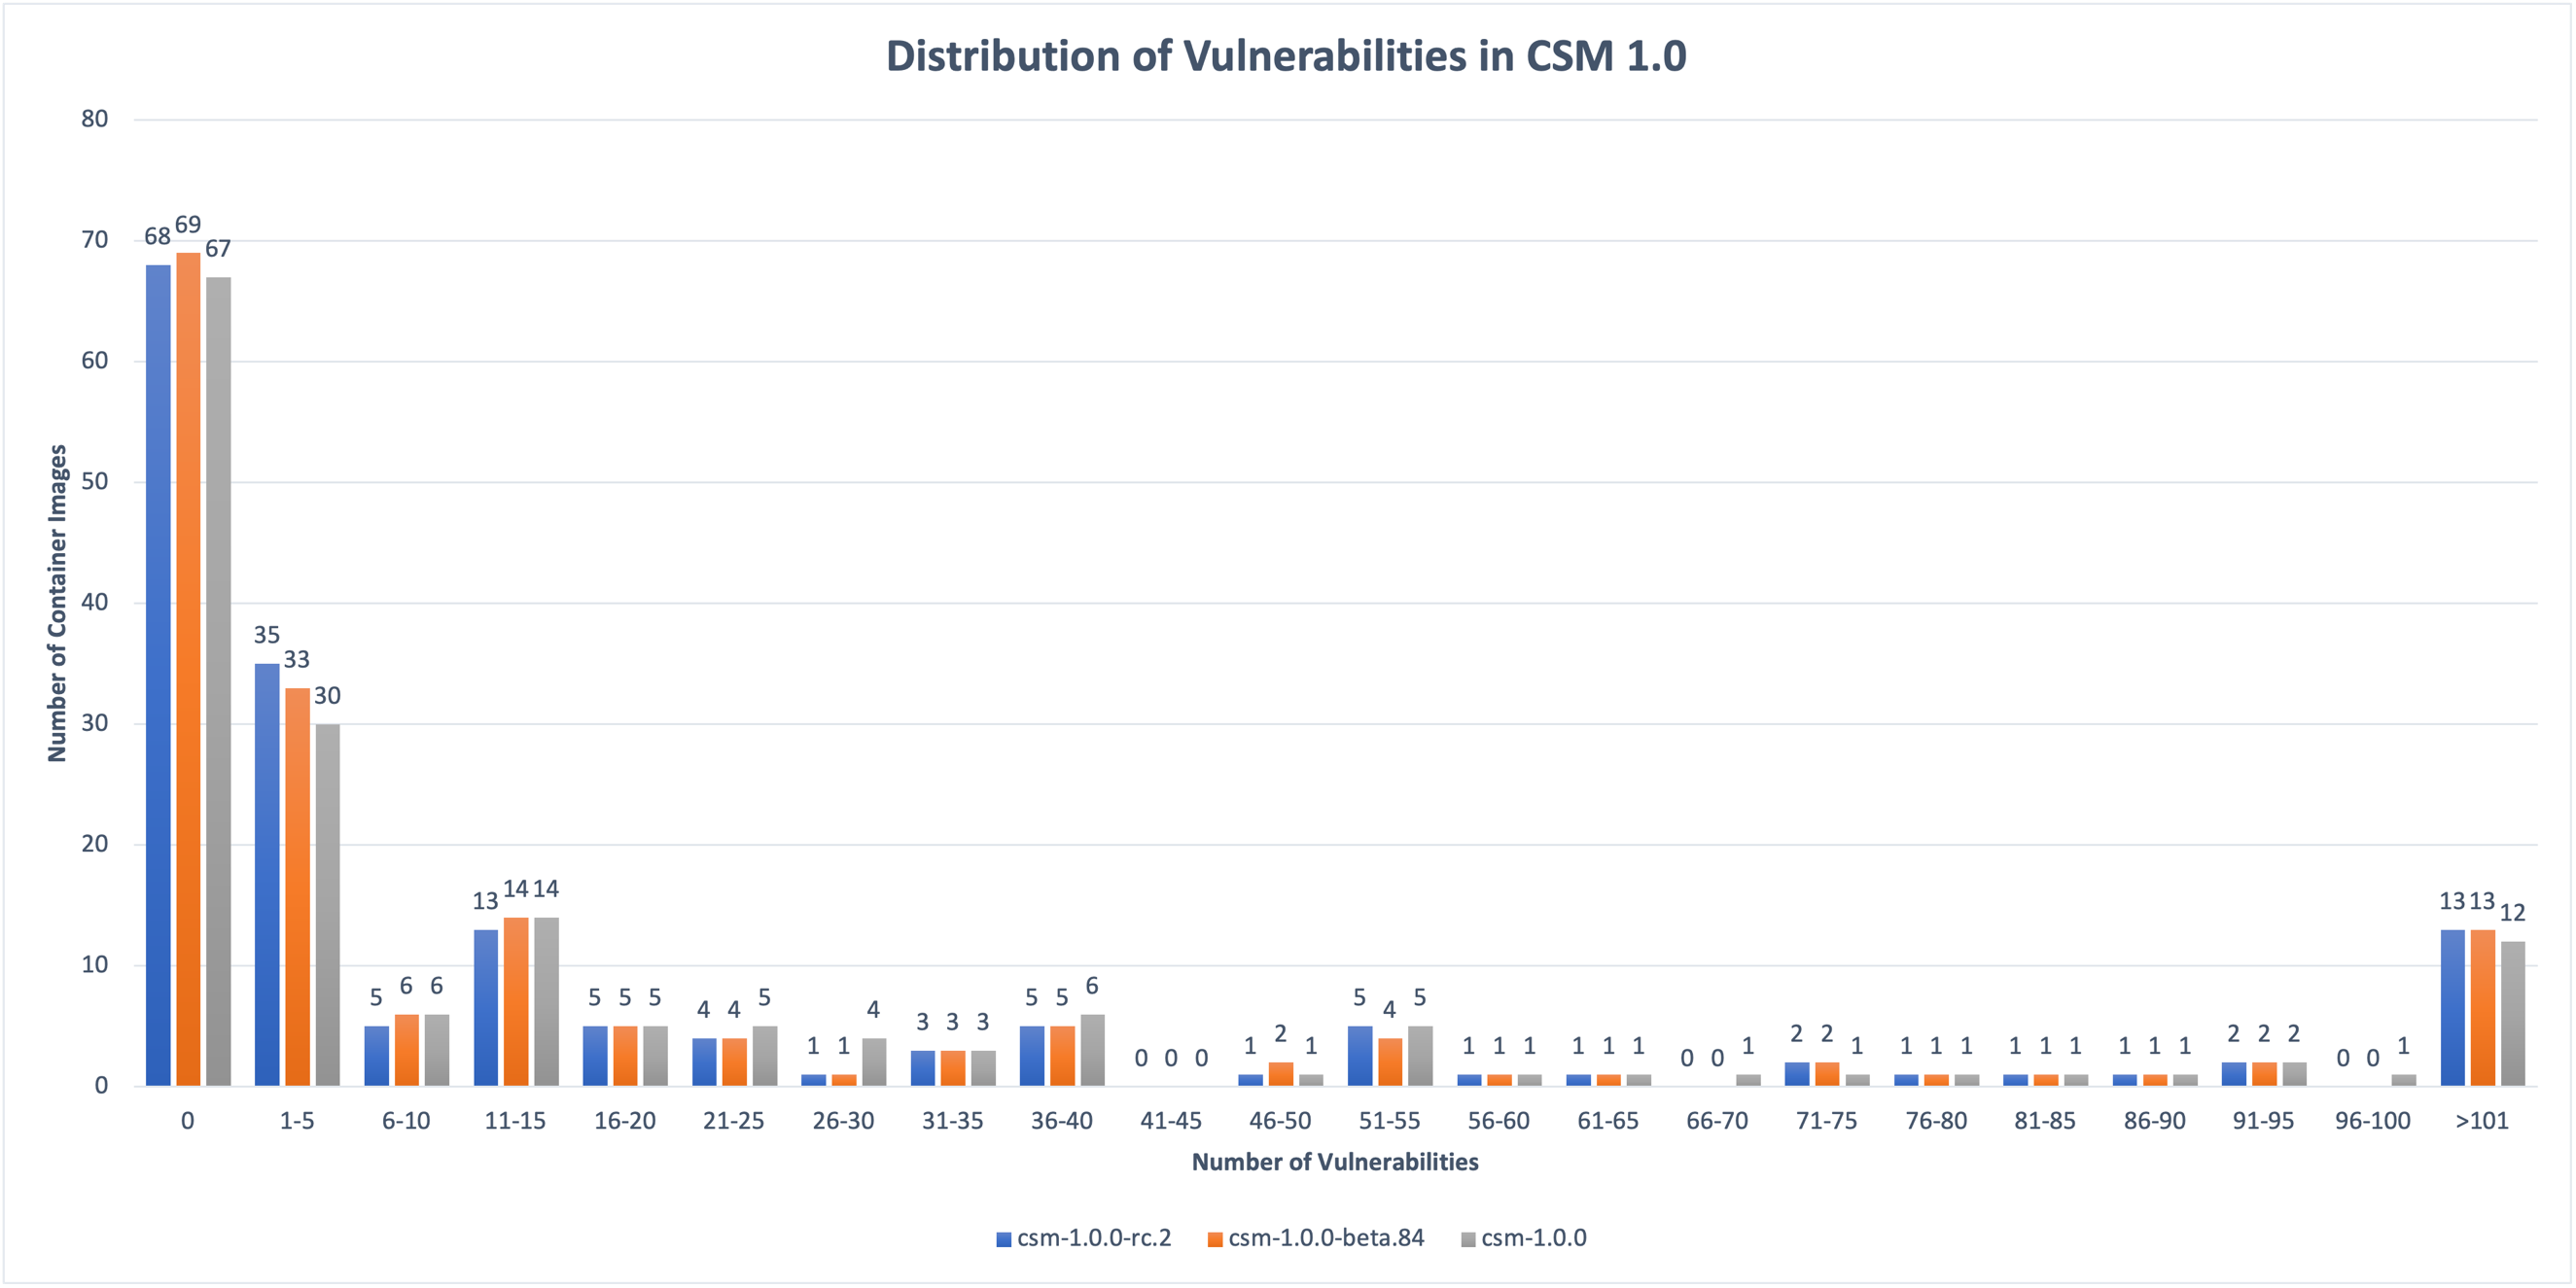 Distribution of Vulnerabilities in CSM 1.0
Number of Container Images
80
70
60
50
40
30
20
10
0
68 69 67
35 33 30
5 6 6
13 14 14
5 5 5
4 4 5
1 1 4
3 3 3
5 5 6
0 0 0
1 2 1
5 4 5
1 1 1
1 1 1
0 0 1
2 2 1
1 1 1
1 1 1
1 1 1
2 2 2
0 0 1
13 13 12
0 1-5 6-10 11-15 16-20 21-25 26-30 31-35 36-40 41-45 46-50 51-55 56-60 61-65 66-70 71-75 76-80 81-85 86-90 91-95 96-100 >101
Number of Vulnerabilities
csm-1.0.0-rc.2 csm-1.0.0-beta.84 csm-1.0.0